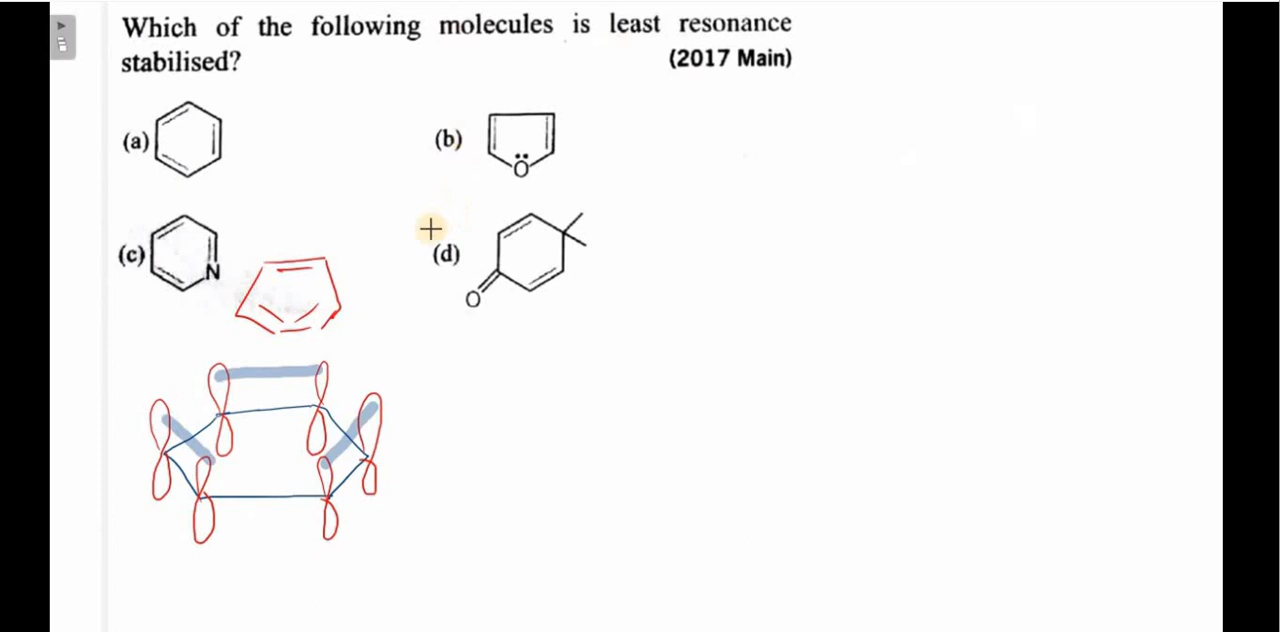 Which of the following molecules is least resonance
stabilised? (2017 Main)
(a) (b) Ö
(c) N (d) O